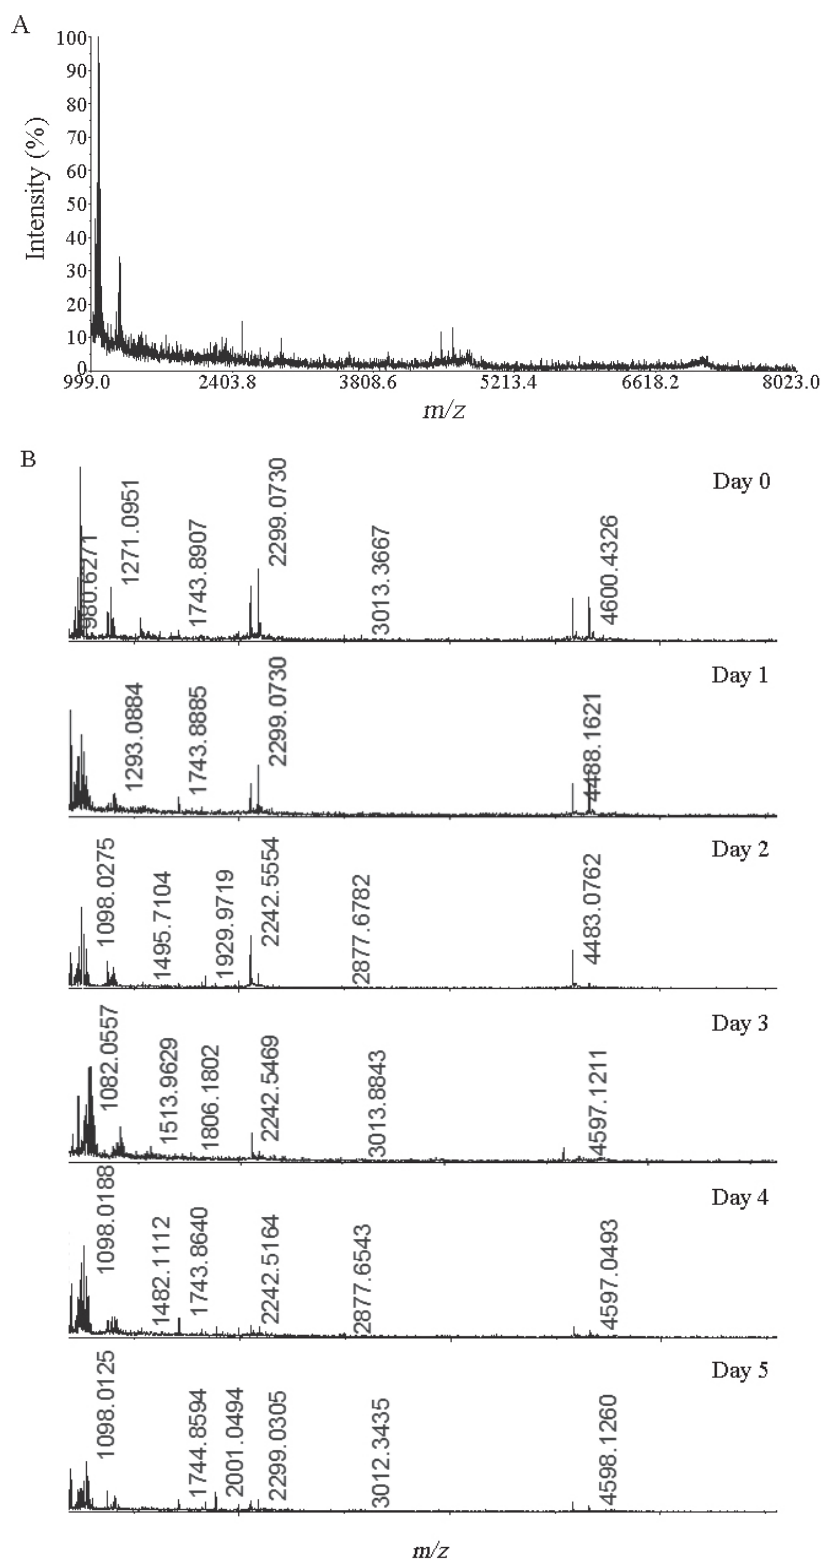 A
Intensity (%)
100
90
80
70
60
50
40
30
20
10
0
999.0 2403.8 3808.6 5213.4 6618.2 8023.0
m/z
B
Day 0
980.6271 1271.0951 1743.8907 2299.0730 3013.3667 4600.4326
Day 1
1293.0884 1743.8885 2299.0730 4488.1621
Day 2
1098.0275 1495.7104 1929.9719 2242.5554 2877.6782 4483.0762
Day 3
1082.0557 1513.9629 1806.1802 2242.5469 3013.8843 4597.1211
Day 4
1098.0188 1482.1112 1743.8640 2242.5164 2877.6543 4597.0493
Day 5
1098.0125 1744.8594 2001.0494 2299.0305 3012.3435 4598.1260
m/z